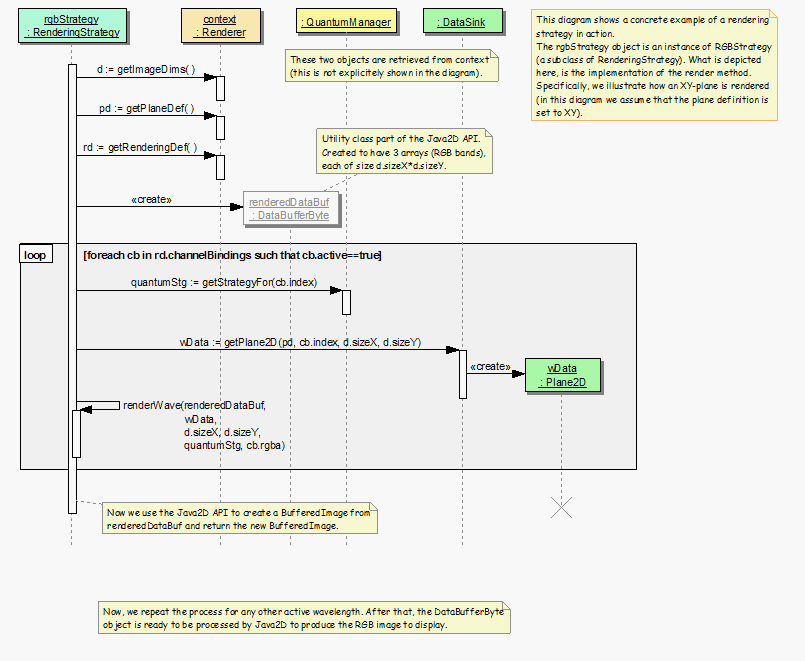 rgbStrategy
: RenderingStrategy
context
: Renderer
: QuantumManager
: DataSink
This diagram shows a concrete example of a rendering
strategy in action.
The rgbStrategy object is an instance of RGBStrategy
(a subclass of RenderingStrategy). What is depicted
here, is the implementation of the render method.
Specifically, we illustrate how an XY-plane is rendered
(in this diagram we assume that the plane definition is
set to XY).
These two objects are retrieved from context
(this is not explicitely shown in the diagram).
d := getImageDims( )
pd := getPlaneDef( )
Utility class part of the Java2D API.
Created to have 3 arrays (RGB bands),
each of size d.sizeX*d.sizeY.
rd := getRenderingDef( )
«create»
renderedDataBuf
: DataBufferByte
loop
[foreach cb in rd.channelBindings such that cb.active==true]
quantumStg := getStrategyFor(cb.index)
wData := getPlane2D(pd, cb.index, d.sizeX, d.sizeY)
«create»
wData
: Plane2D
renderWave(renderedDataBuf,
wData,
d.sizeX, d.sizeY,
quantumStg, cb.rgba)
Now we use the Java2D API to create a BufferedImage from
renderedDataBuf and return the new BufferedImage.
Now, we repeat the process for any other active wavelength. After that, the DataBufferByte
object is ready to be processed by Java2D to produce the RGB image to display.